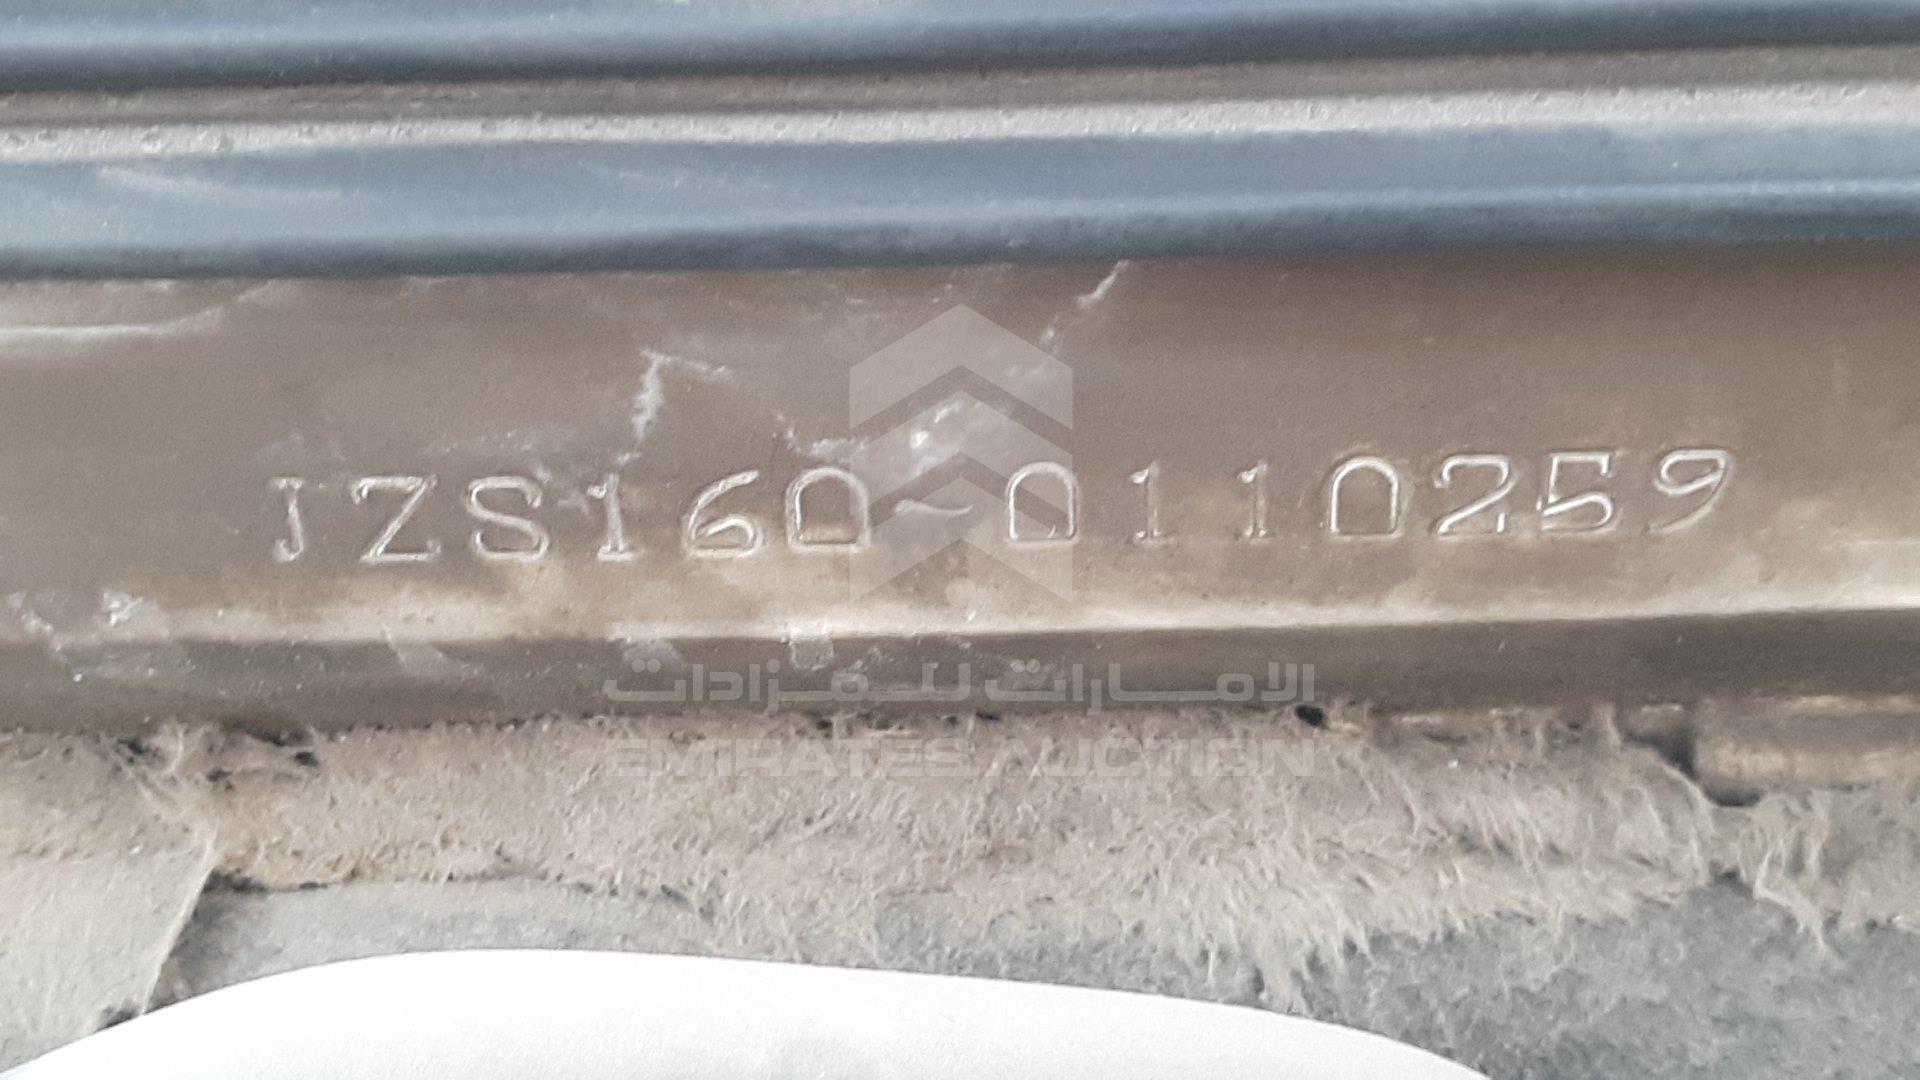 JZS160-0110259
الامارات للمزادات
EMIRATES AUCTION